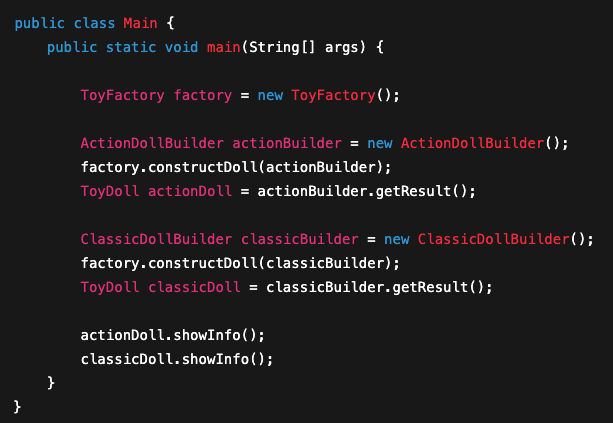 public class Main {
    public static void main(String[] args) {
        ToyFactory factory = new ToyFactory();
        ActionDollBuilder actionBuilder = new ActionDollBuilder();
        factory.constructDoll(actionBuilder);
        ToyDoll actionDoll = actionBuilder.getResult();
        ClassicDollBuilder classicBuilder = new ClassicDollBuilder();
        factory.constructDoll(classicBuilder);
        ToyDoll classicDoll = classicBuilder.getResult();
        actionDoll.showInfo();
        classicDoll.showInfo();
    }
}